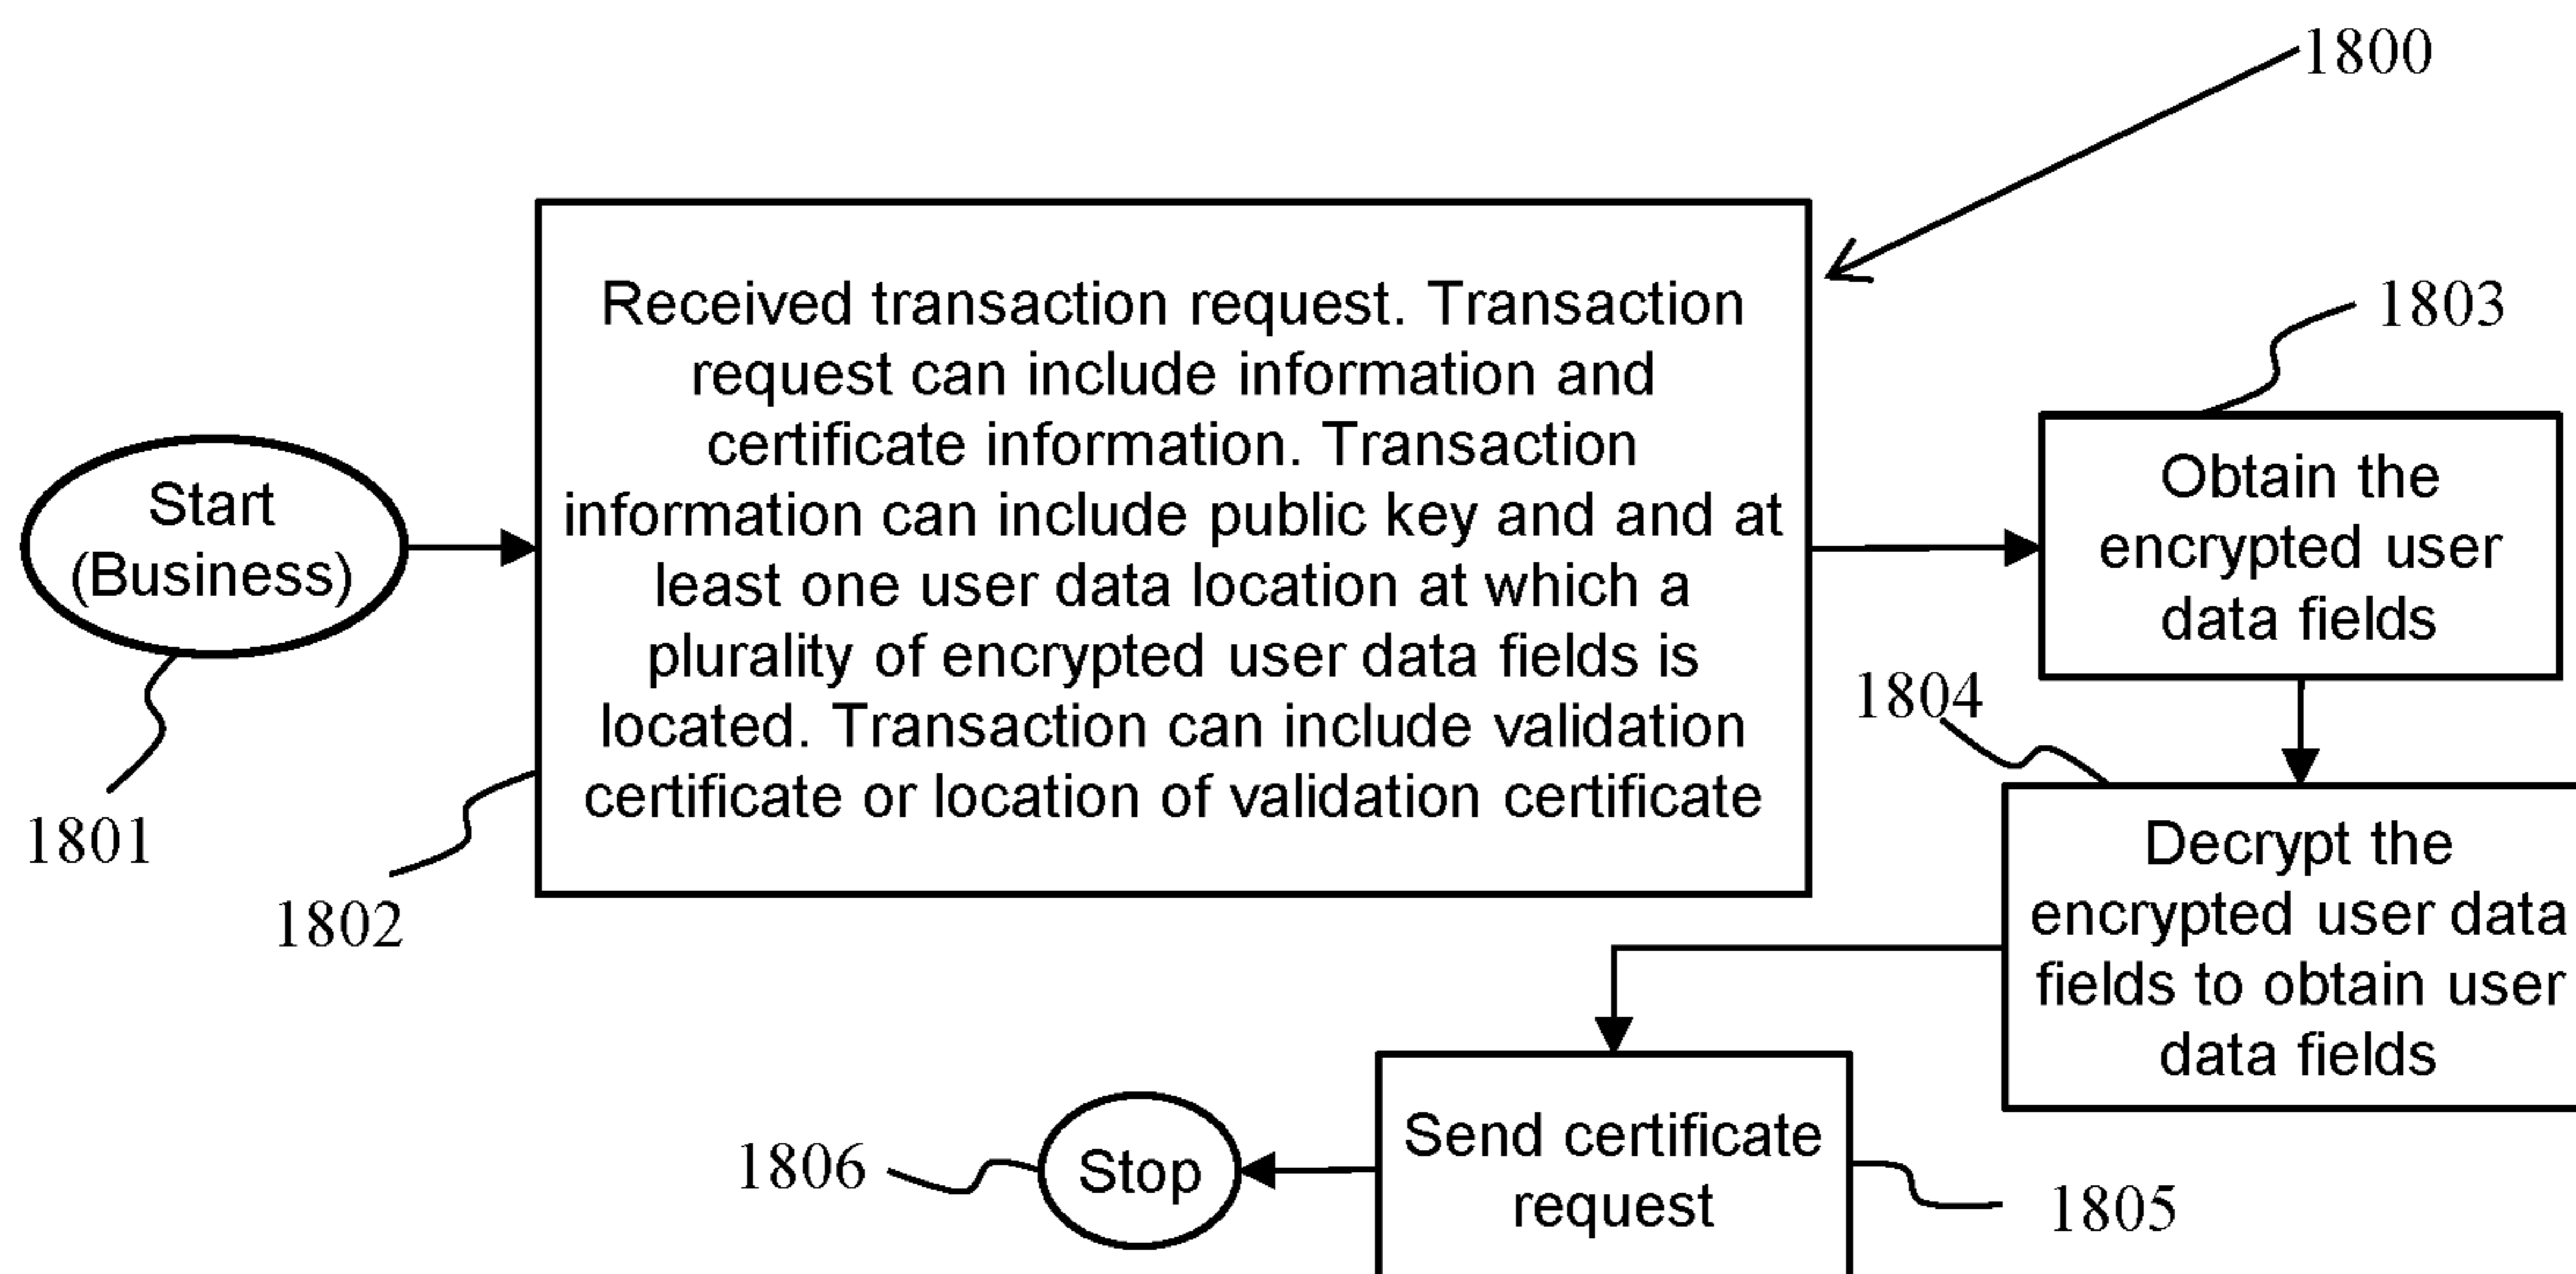 1800
Start
(Business)
1801
Received transaction request. Transaction
request can include information and
certificate information. Transaction
information can include public key and and at
least one user data location at which a
plurality of encrypted user data fields is
located. Transaction can include validation
certificate or location of validation certificate
1802
1803
Obtain the
encrypted user
data fields
1804
Decrypt the
encrypted user data
fields to obtain user
data fields
Send certificate
request
1805
Stop
1806